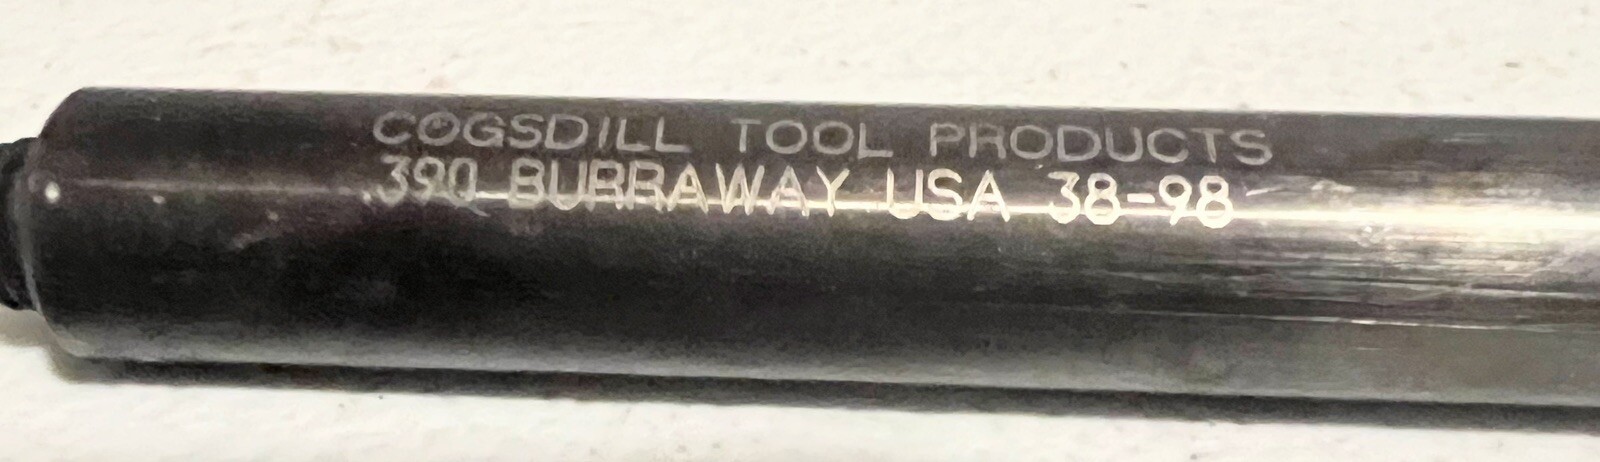 COGSDILL TOOL PRODUCTS
.390 BURRAWAY USA 38-98